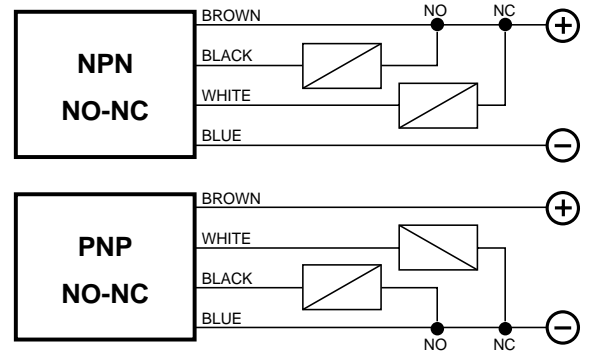 NO NC
BROWN
+
NPN
BLACK
NO-NC
WHITE
BLUE
−
BROWN
+
PNP
WHITE
NO-NC
BLACK
BLUE
−
NO NC